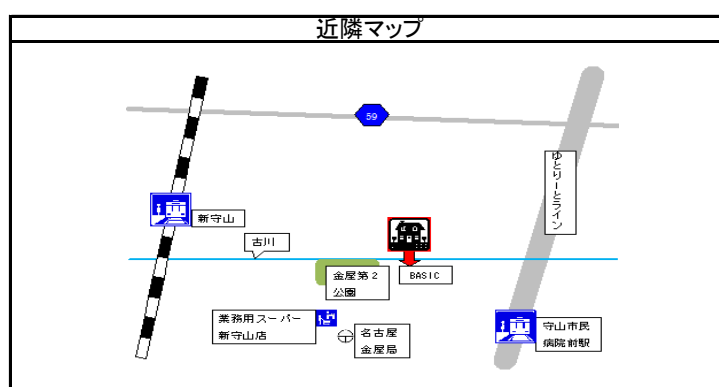 近隣マップ
59
ゆとりーとライン
新守山
古川
金屋第2
公園
BASIC
業務用スーパー
新守山店
名古屋
金屋局
守山市民
病院前駅